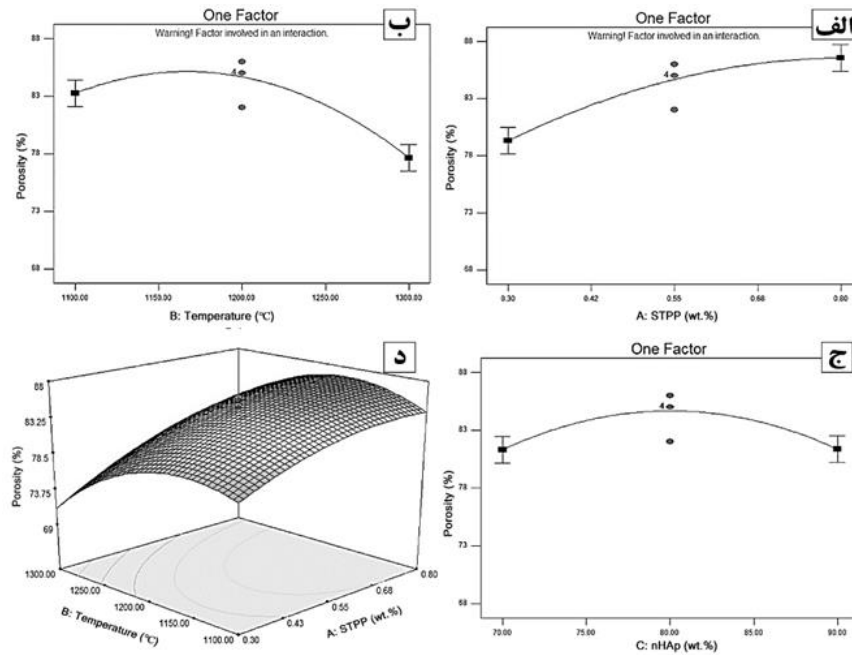 One Factor
Warning! Factor involved in an interaction.
ب
88
83
78
73
68
4
Porosity (%)
1100.00
1150.00
1200.00
1250.00
1300.00
B: Temperature (°C)
One Factor
Warning! Factor involved in an interaction.
الف
88
83
78
73
68
4
Porosity (%)
0.30
0.42
0.55
0.68
0.80
A: STPP (wt.%)
د
88
83.25
78.5
73.75
69
Porosity (%)
1300.00
1250.00
1200.00
1150.00
1100.00
B: Temperature (°C)
0.80
0.68
0.55
0.43
0.30
A: STPP (wt.%)
One Factor
ج
88
83
78
73
68
4
Porosity (%)
70.00
75.00
80.00
85.00
90.00
C: nHAp (wt.%)